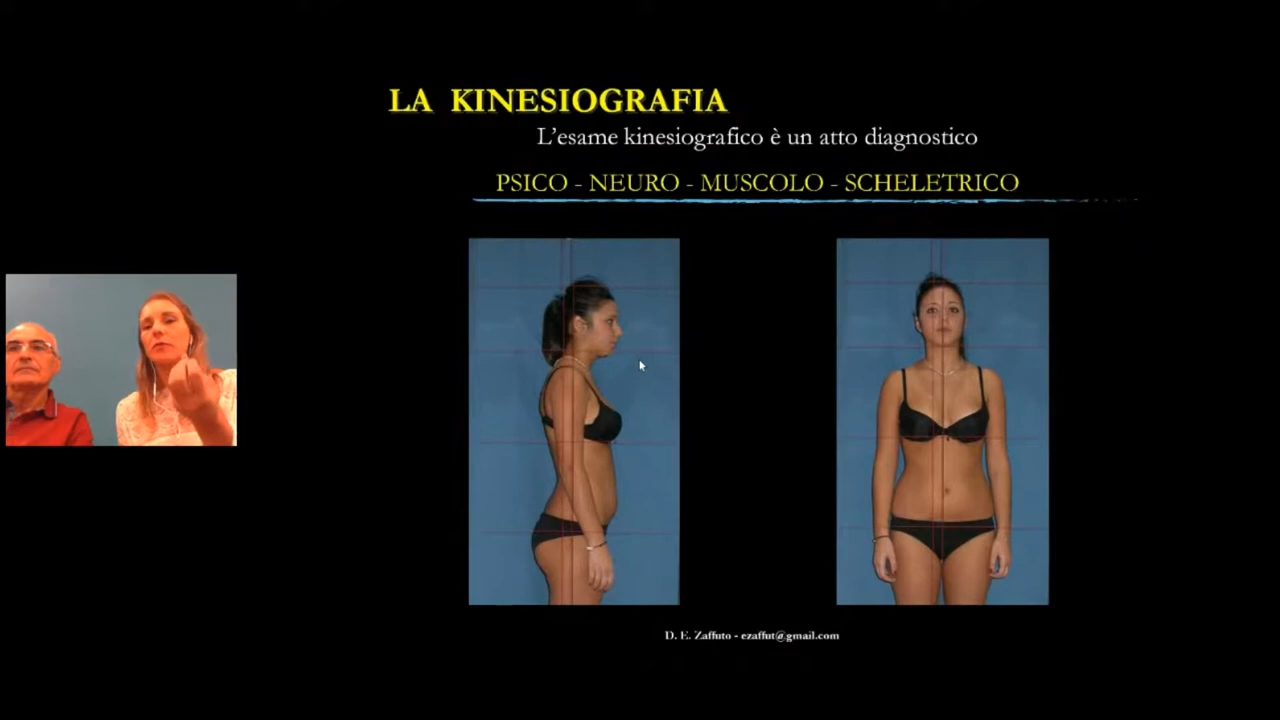 LA KINESIOGRAFIA
L'esame kinesiografico è un atto diagnostico
PSICO - NEURO - MUSCOLO - SCHELETRICO
D. E. Zaffuto - ezaffut@gmail.com